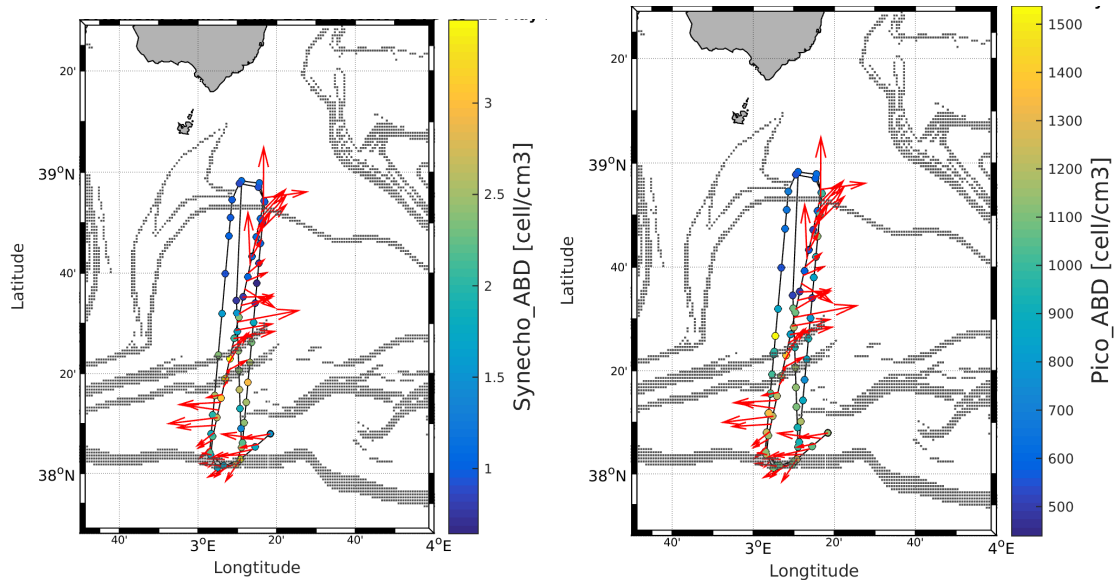 20'
39°N
40'
20'
38°N
40'
3°E
20'
40'
4°E
Latitude
Longtitude
3
2.5
2
1.5
1
Synecho_ABD [cell/cm3]
20'
39°N
40'
20'
38°N
40'
3°E
20'
40'
4°E
Latitude
Longtitude
1500
1400
1300
1200
1100
1000
900
800
700
600
500
Pico_ABD [cell/cm3]